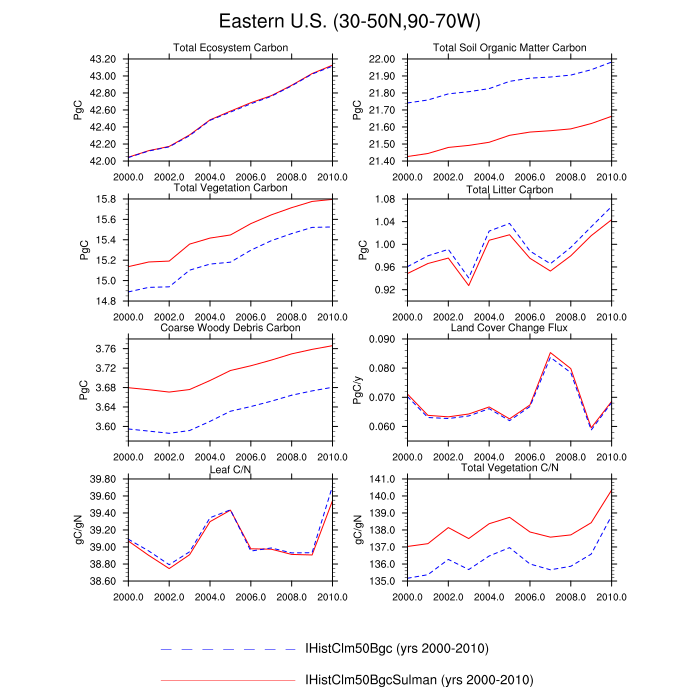 Eastern U.S. (30-50N,90-70W)
Total Ecosystem Carbon
43.20
43.00
42.80
42.60
42.40
42.20
42.00
PgC
2000.0 2002.0 2004.0 2006.0 2008.0 2010.0
Total Soil Organic Matter Carbon
22.00
21.90
21.80
21.70
21.60
21.50
21.40
PgC
2000.0 2002.0 2004.0 2006.0 2008.0 2010.0
Total Vegetation Carbon
15.8
15.6
15.4
15.2
15.0
14.8
PgC
2000.0 2002.0 2004.0 2006.0 2008.0 2010.0
Total Litter Carbon
1.08
1.04
1.00
0.96
0.92
PgC
2000.0 2002.0 2004.0 2006.0 2008.0 2010.0
Coarse Woody Debris Carbon
3.76
3.72
3.68
3.64
3.60
PgC
2000.0 2002.0 2004.0 2006.0 2008.0 2010.0
Land Cover Change Flux
0.090
0.080
0.070
0.060
PgC/y
2000.0 2002.0 2004.0 2006.0 2008.0 2010.0
Leaf C/N
39.80
39.60
39.40
39.20
39.00
38.80
38.60
gC/gN
2000.0 2002.0 2004.0 2006.0 2008.0 2010.0
Total Vegetation C/N
141.0
140.0
139.0
138.0
137.0
136.0
135.0
gC/gN
2000.0 2002.0 2004.0 2006.0 2008.0 2010.0
IHistClm50Bgc (yrs 2000-2010)
IHistClm50BgcSulman (yrs 2000-2010)